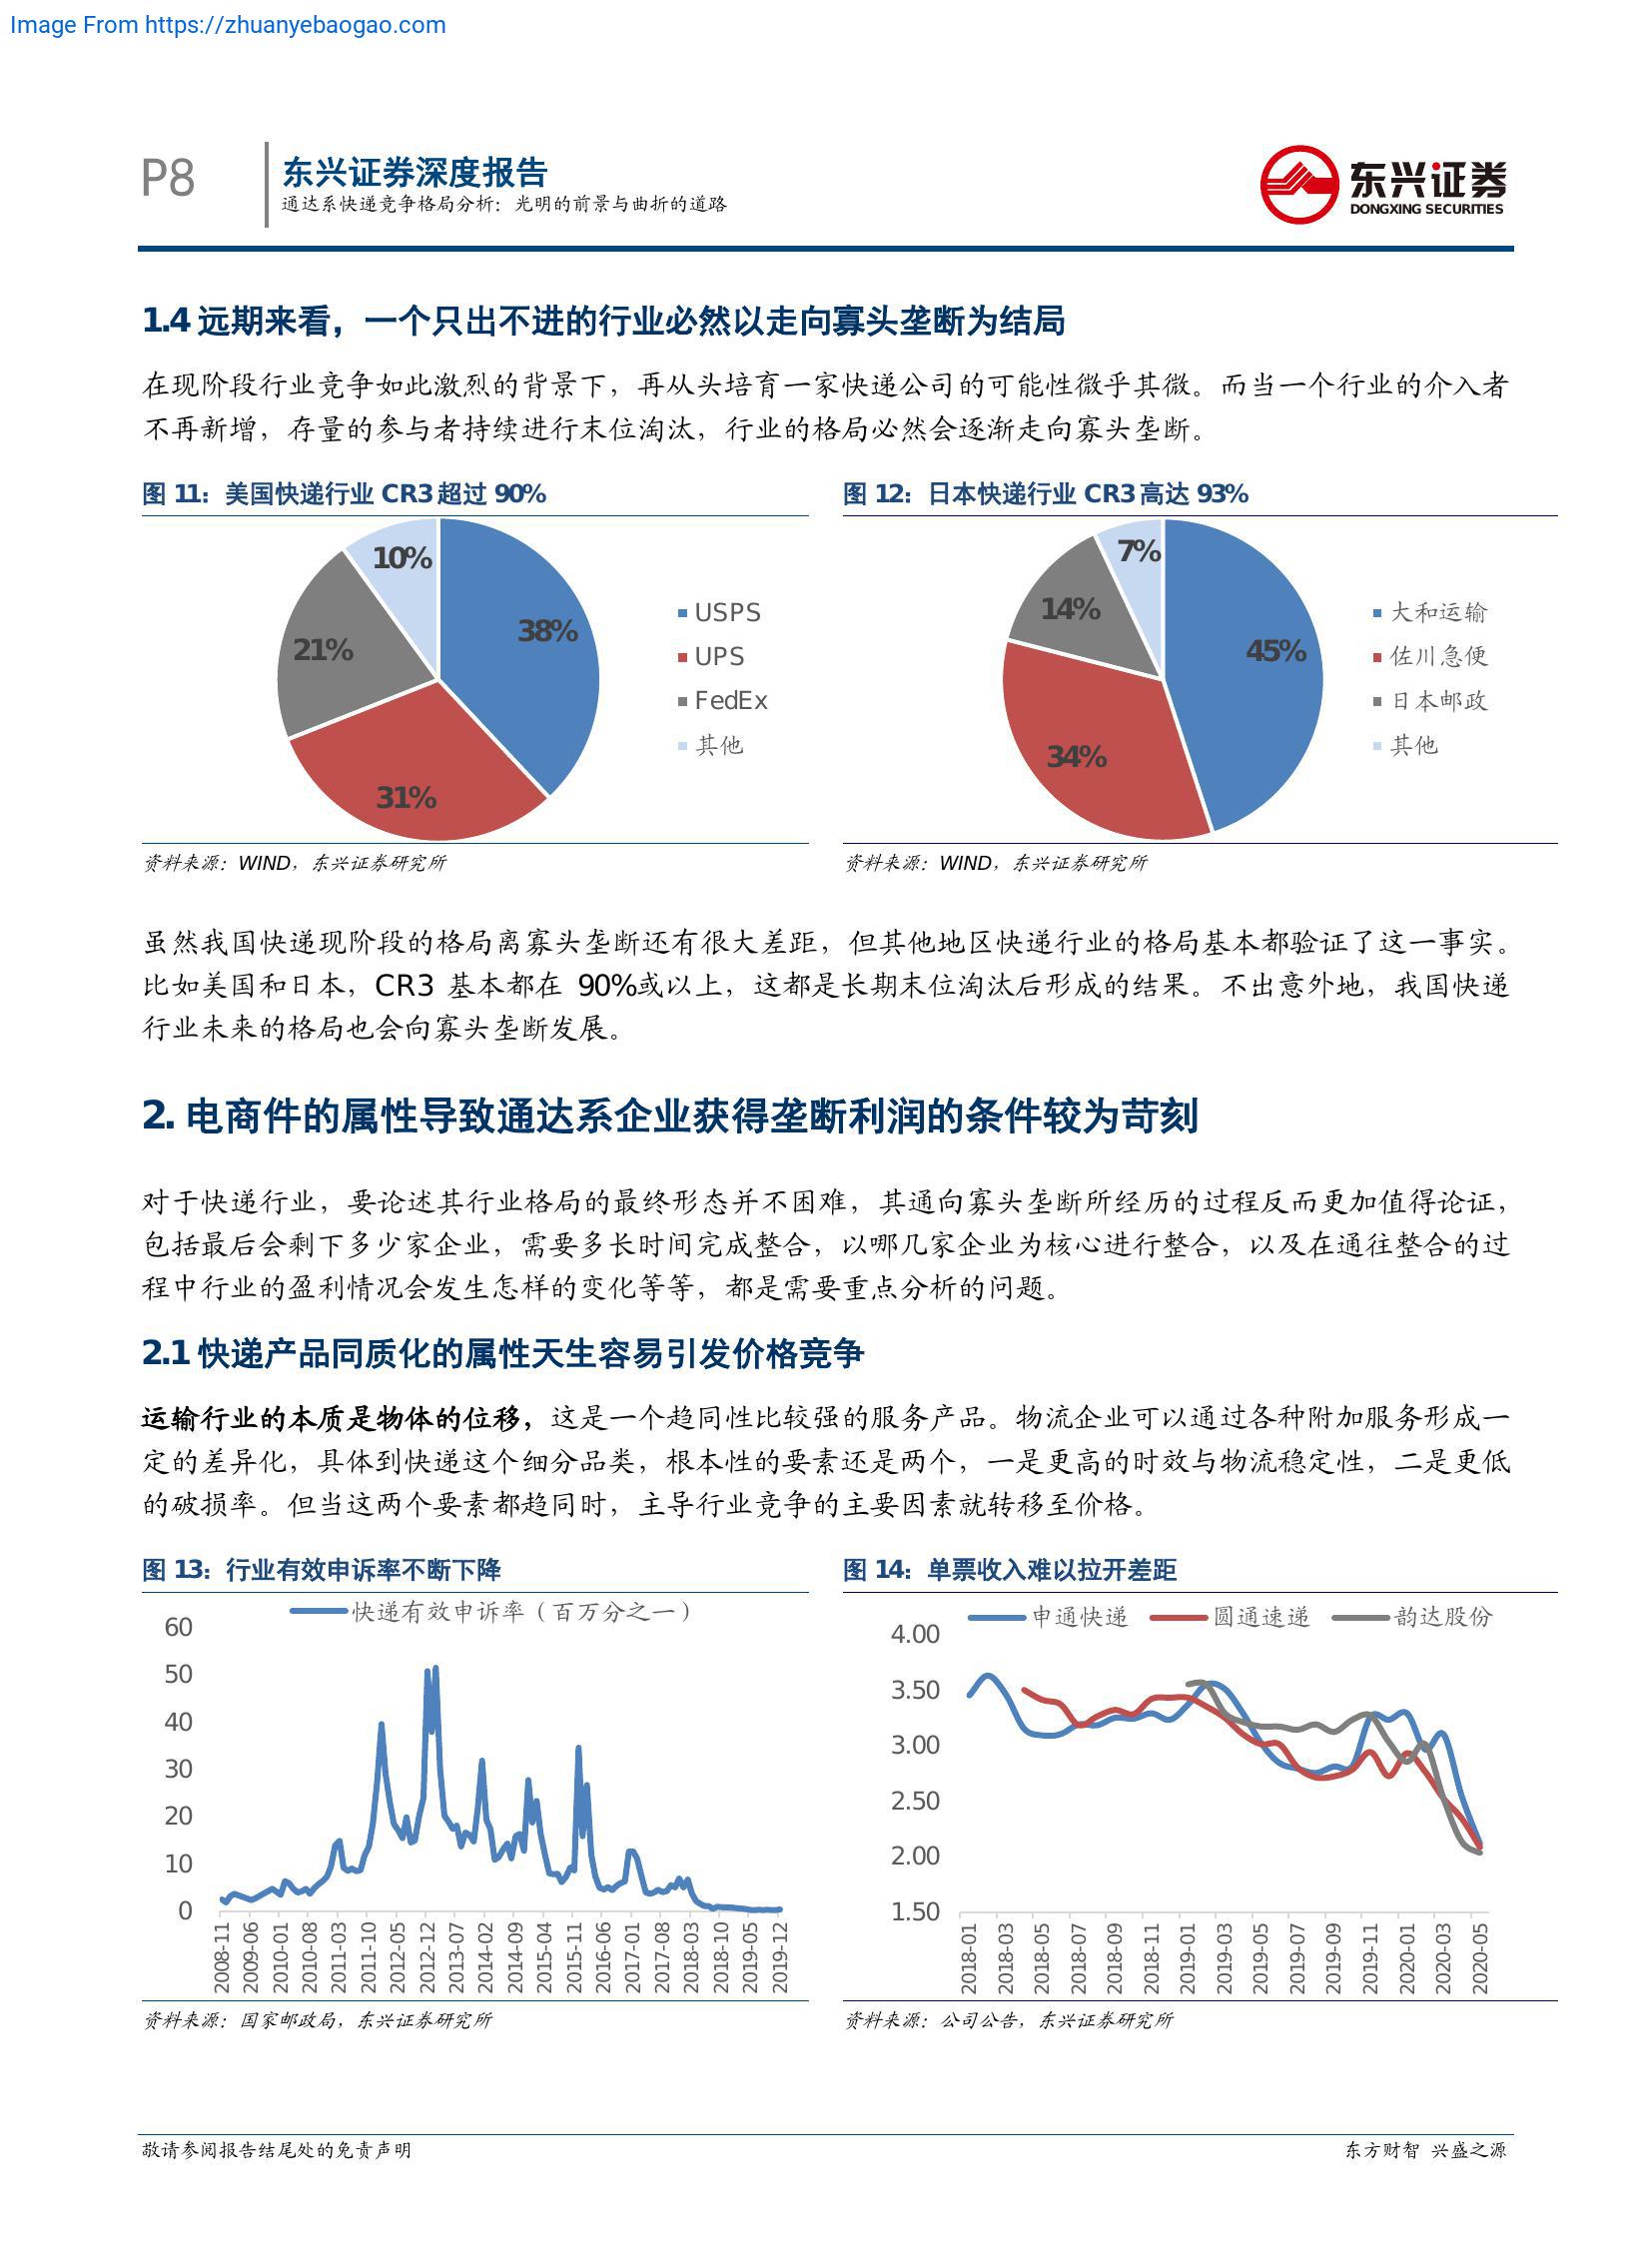 Image From https://zhuanyebaogao.com
P8
东兴证券深度报告
通达系快递竞争格局分析：光明的前景与曲折的道路
东兴证券
DONGXING SECURITIES
1.4 远期来看，一个只出不进的行业必然以走向寡头垄断为结局
在现阶段行业竞争如此激烈的背景下，再从头培育一家快递公司的可能性微乎其微。而当一个行业的介入者
不再新增，存量的参与者持续进行末位淘汰，行业的格局必然会逐渐走向寡头垄断。
图 11：美国快递行业 CR3 超过 90%
10%
38%
21%
31%
USPS
UPS
FedEx
其他
资料来源：WIND，东兴证券研究所
图 12：日本快递行业 CR3 高达 93%
7%
14%
45%
34%
大和运输
佐川急便
日本邮政
其他
资料来源：WIND，东兴证券研究所
虽然我国快递现阶段的格局离寡头垄断还有很大差距，但其他地区快递行业的格局基本都验证了这一事实。
比如美国和日本，CR3 基本都在 90%或以上，这都是长期末位淘汰后形成的结果。不出意外地，我国快递
行业未来的格局也会向寡头垄断发展。
2. 电商件的属性导致通达系企业获得垄断利润的条件较为苛刻
对于快递行业，要论述其行业格局的最终形态并不困难，其通向寡头垄断所经历的过程反而更加值得论证，
包括最后会剩下多少家企业，需要多长时间完成整合，以哪几家企业为核心进行整合，以及在通往整合的过
程中行业的盈利情况会发生怎样的变化等等，都是需要重点分析的问题。
2.1 快递产品同质化的属性天生容易引发价格竞争
运输行业的本质是物体的位移，这是一个趋同性比较强的服务产品。物流企业可以通过各种附加服务形成一
定的差异化，具体到快递这个细分品类，根本性的要素还是两个，一是更高的时效与物流稳定性，二是更低
的破损率。但当这两个要素都趋同时，主导行业竞争的主要因素就转移至价格。
图 13：行业有效申诉率不断下降
快递有效申诉率（百万分之一）
60
50
40
30
20
10
0
2008-11
2009-06
2010-01
2010-08
2011-03
2011-10
2012-05
2012-12
2013-07
2014-02
2014-09
2015-04
2015-11
2016-06
2017-01
2017-08
2018-03
2018-10
2019-05
2019-12
资料来源：国家邮政局，东兴证券研究所
图 14：单票收入难以拉开差距
申通快递
圆通速递
韵达股份
4.00
3.50
3.00
2.50
2.00
1.50
2018-01
2018-03
2018-05
2018-07
2018-09
2018-11
2019-01
2019-03
2019-05
2019-07
2019-09
2019-11
2020-01
2020-03
2020-05
资料来源：公司公告，东兴证券研究所
敬请参阅报告结尾处的免责声明
东方财智 兴盛之源